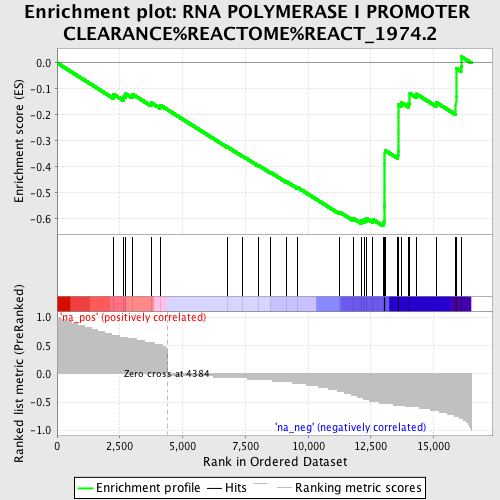 Enrichment plot: RNA POLYMERASE I PROMOTER
CLEARANCE%REACTOME%REACT_1974.2
Enrichment score (ES)
0.0
-0.1
-0.2
-0.3
-0.4
-0.5
-0.6
Ranked list metric (PreRanked)
1.0
0.5
0.0
-0.5
-1.0
'na_pos' (positively correlated)
Zero cross at 4384
'na_neg' (negatively correlated)
0
2,500
5,000
7,500
10,000
12,500
15,000
Rank in Ordered Dataset
Enrichment profile
Hits
Ranking metric scores